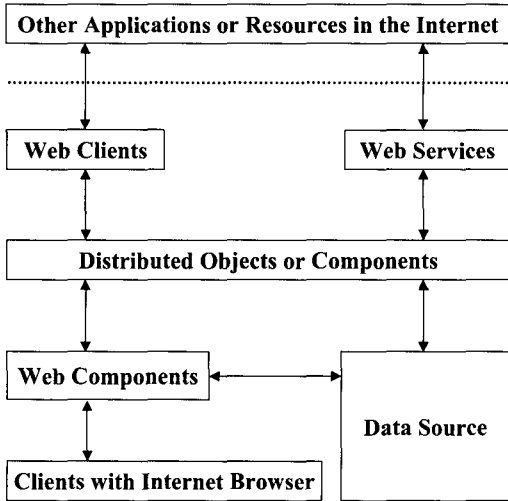 Other Applications or Resources in the Internet
Web Clients
Web Services
Distributed Objects or Components
Web Components
Data Source
Clients with Internet Browser